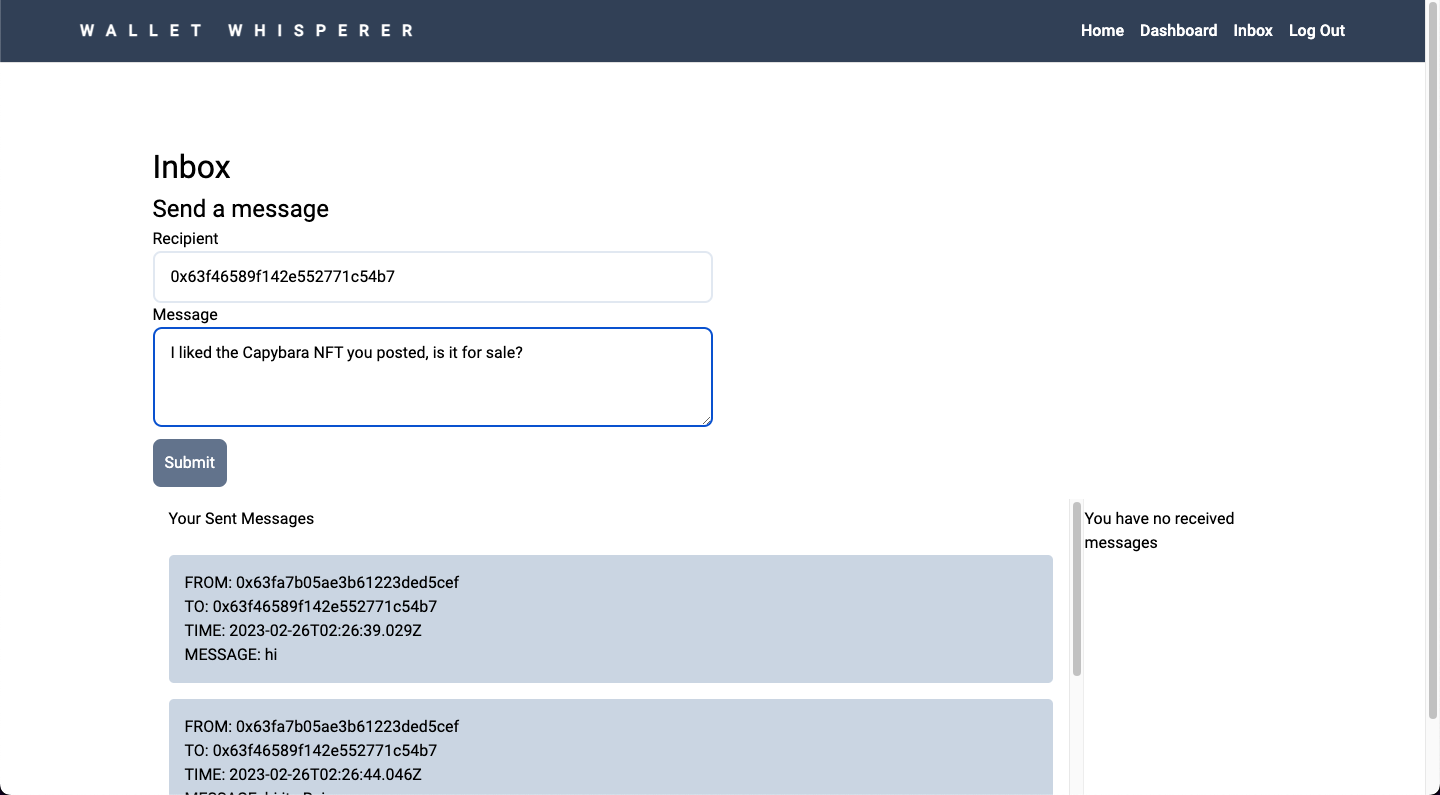 WALLET WHISPERER
Home Dashboard Inbox Log Out
Inbox
Send a message
Recipient
0x63f46589f142e552771c54b7
Message
I liked the Capybara NFT you posted, is it for sale?
Submit
Your Sent Messages
You have no received
messages
FROM: 0x63fa7b05ae3b61223ded5cef
TO: 0x63f46589f142e552771c54b7
TIME: 2023-02-26T02:26:39.029Z
MESSAGE: hi
FROM: 0x63fa7b05ae3b61223ded5cef
TO: 0x63f46589f142e552771c54b7
TIME: 2023-02-26T02:26:44.046Z